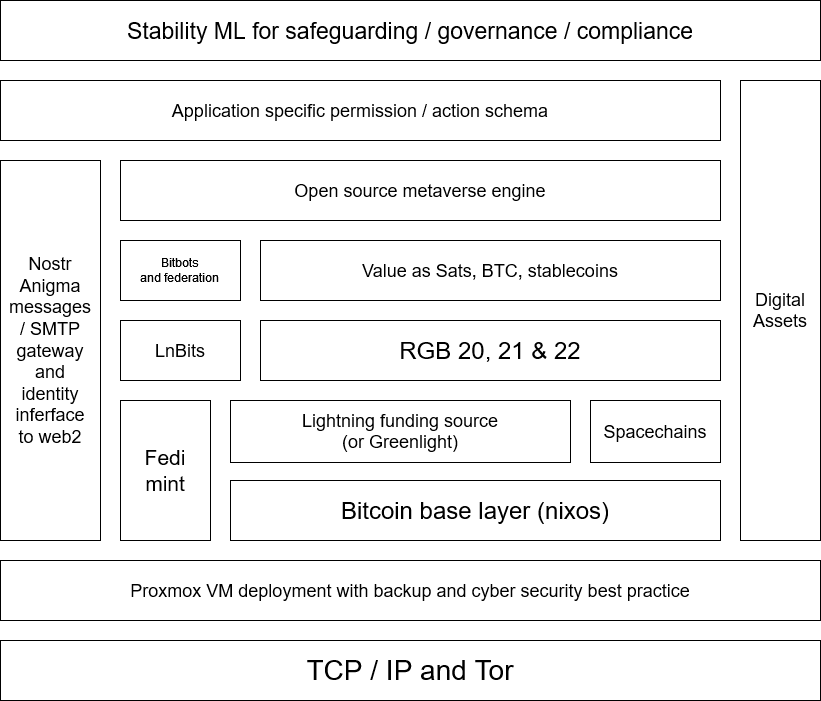 Stability ML for safeguarding / governance / compliance
Application specific permission / action schema
Open source metaverse engine
Nostr
Anigma
messages
/ SMTP
gateway
and
identity
inferface
to web2
Bitbots
and federation
Value as Sats, BTC, stablecoins
Digital
Assets
LnBits
RGB 20, 21 & 22
Fedi
mint
Lightning funding source
(or Greenlight)
Spacechains
Bitcoin base layer (nixos)
Proxmox VM deployment with backup and cyber security best practice
TCP / IP and Tor